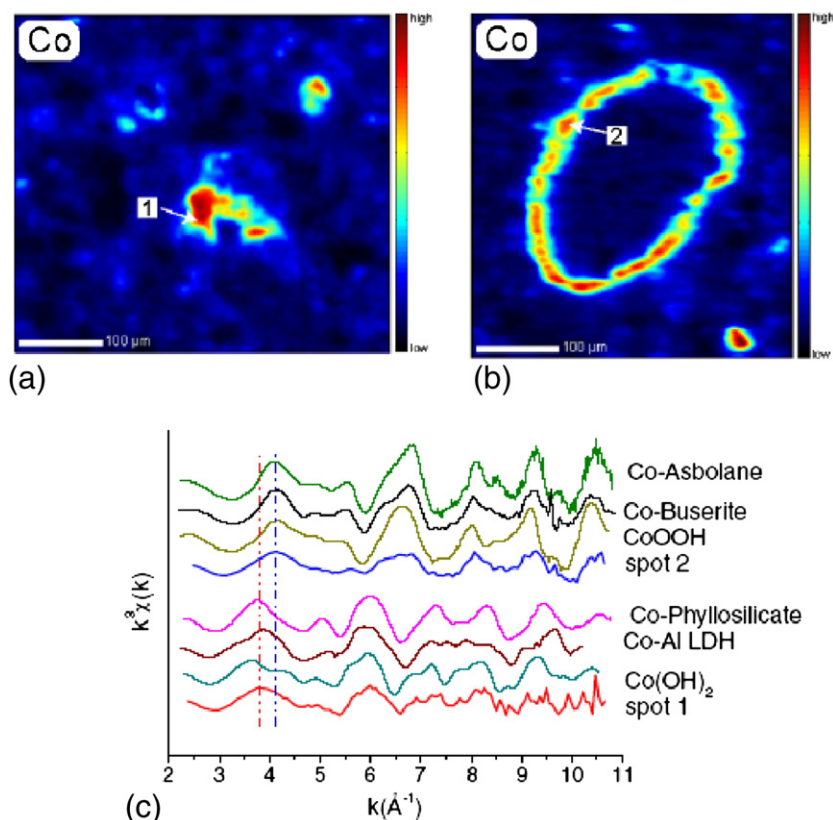 Co
high
1
100 µm
low
(a)
Co
high
2
100 µm
low
(b)
k³χ(k)
Co-Asbolane
Co-Buserite
CoOOH
spot 2
Co-Phyllosilicate
Co-Al LDH
Co(OH)₂
spot 1
2 3 4 5 6 7 8 9 10 11
k(Å⁻¹)
(c)